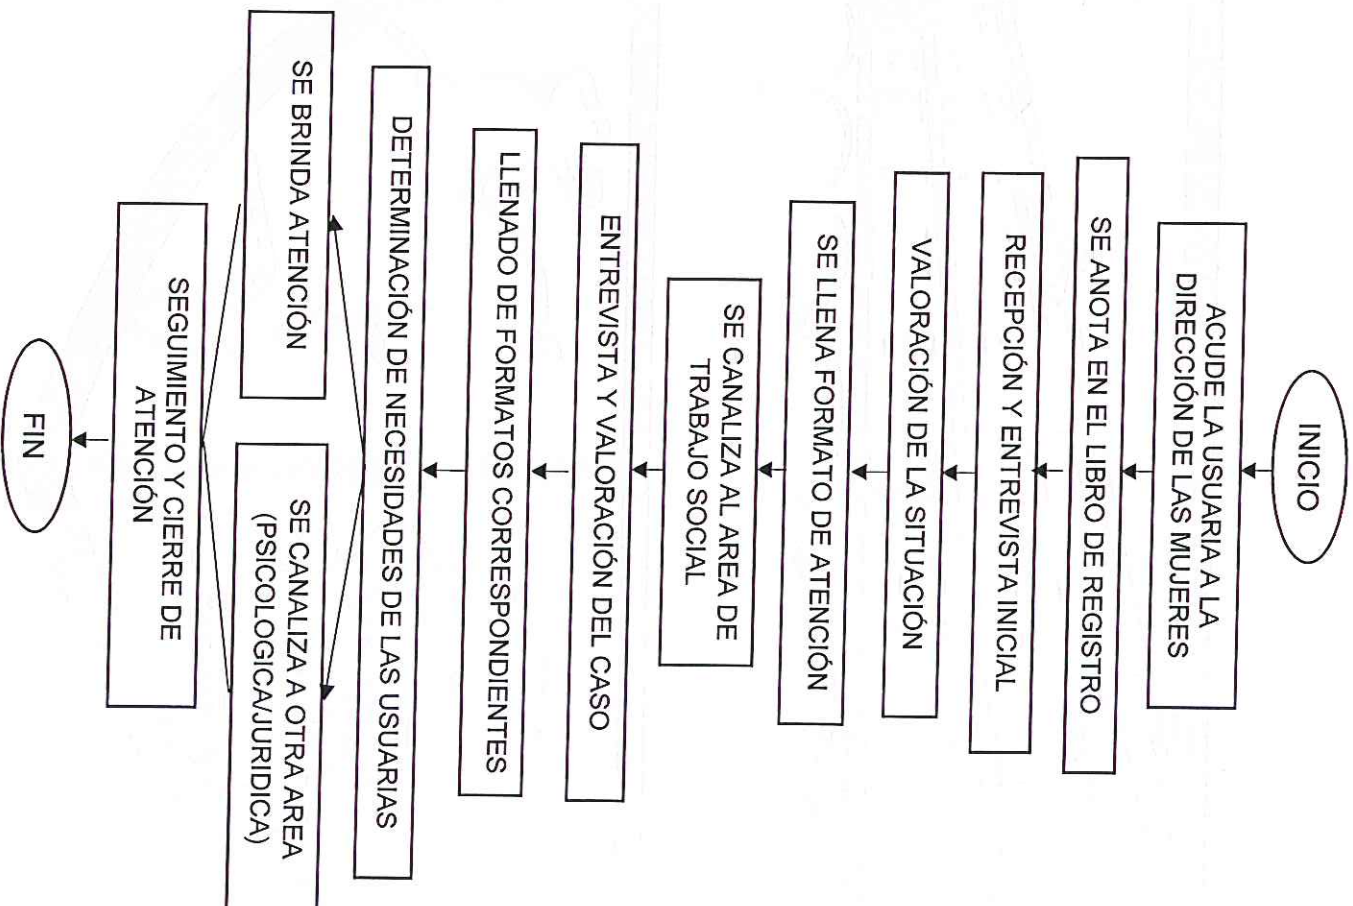 INICIO
ACUDE LA USUARIA A LA
DIRECCIÓN DE LAS MUJERES
SE ANOTA EN EL LIBRO DE REGISTRO
RECEPCIÓN Y ENTREVISTA INICIAL
VALORACIÓN DE LA SITUACIÓN
SE LLENA FORMATO DE ATENCIÓN
SE CANALIZA AL AREA DE
TRABAJO SOCIAL
ENTREVISTA Y VALORACIÓN DEL CASO
LLENADO DE FORMATOS CORRESPONDIENTES
DETERMINACIÓN DE NECESIDADES DE LAS USUARIAS
SE BRINDA ATENCIÓN
SE CANALIZA A OTRA AREA
(PSICOLOGICA/JURIDICA)
SEGUIMIENTO Y CIERRE DE
ATENCIÓN
FIN